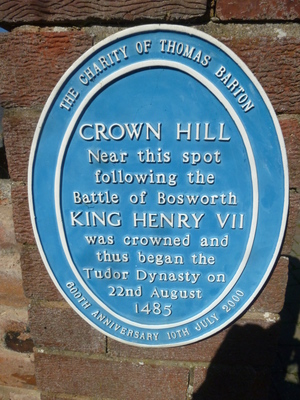 THE CHARITY OF THOMAS BARTON
CROWN HILL
Near this spot
following the
Battle of Bosworth
KING HENRY VII
was crowned and
thus began the
Tudor Dynasty on
22nd August
1485
600TH ANNIVERSARY 10TH JULY 2000